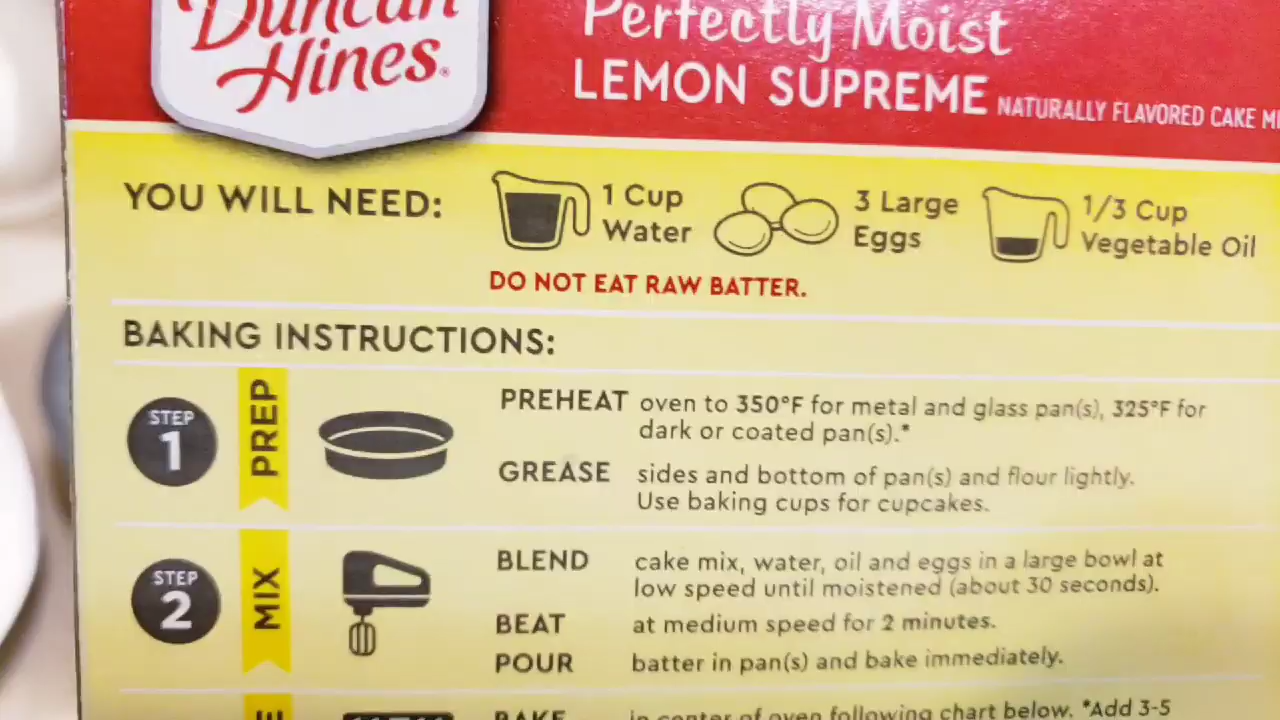 Duncan
Hines®
Perfectly Moist
LEMON SUPREME NATURALLY FLAVORED CAKE
YOU WILL NEED:
1 Cup
Water
3 Large
Eggs
1/3 Cup
Vegetable Oil
DO NOT EAT RAW BATTER.
BAKING INSTRUCTIONS:
STEP
1
PREP
PREHEAT oven to 350°F for metal and glass pan(s), 325°F for
dark or coated pan(s).*
GREASE sides and bottom of pan(s) and flour lightly.
Use baking cups for cupcakes.
STEP
2
MIX
BLEND cake mix, water, oil and eggs in a large bowl at
low speed until moistened (about 30 seconds).
BEAT at medium speed for 2 minutes.
POUR batter in pan(s) and bake immediately.
BAKE in center of oven following chart below. *Add 3-5